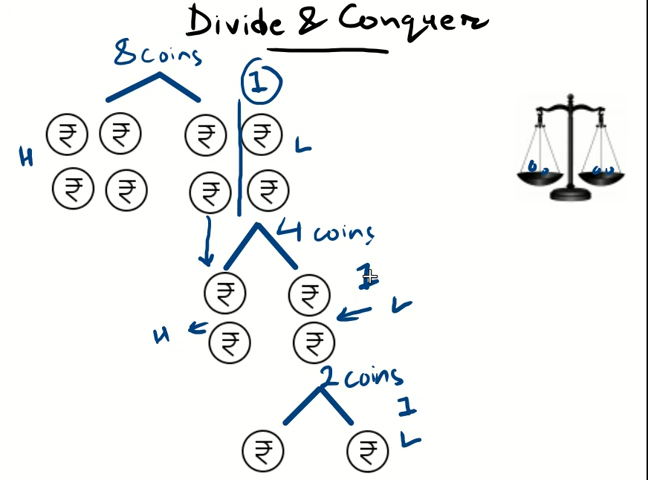 Divide & Conquer
8 coins
1
₹ ₹ ₹ ₹
H L
₹ ₹ ₹ ₹
4 coins
₹ ₹ 1
L
H ₹ ₹
2 coins
1
₹ ₹ L